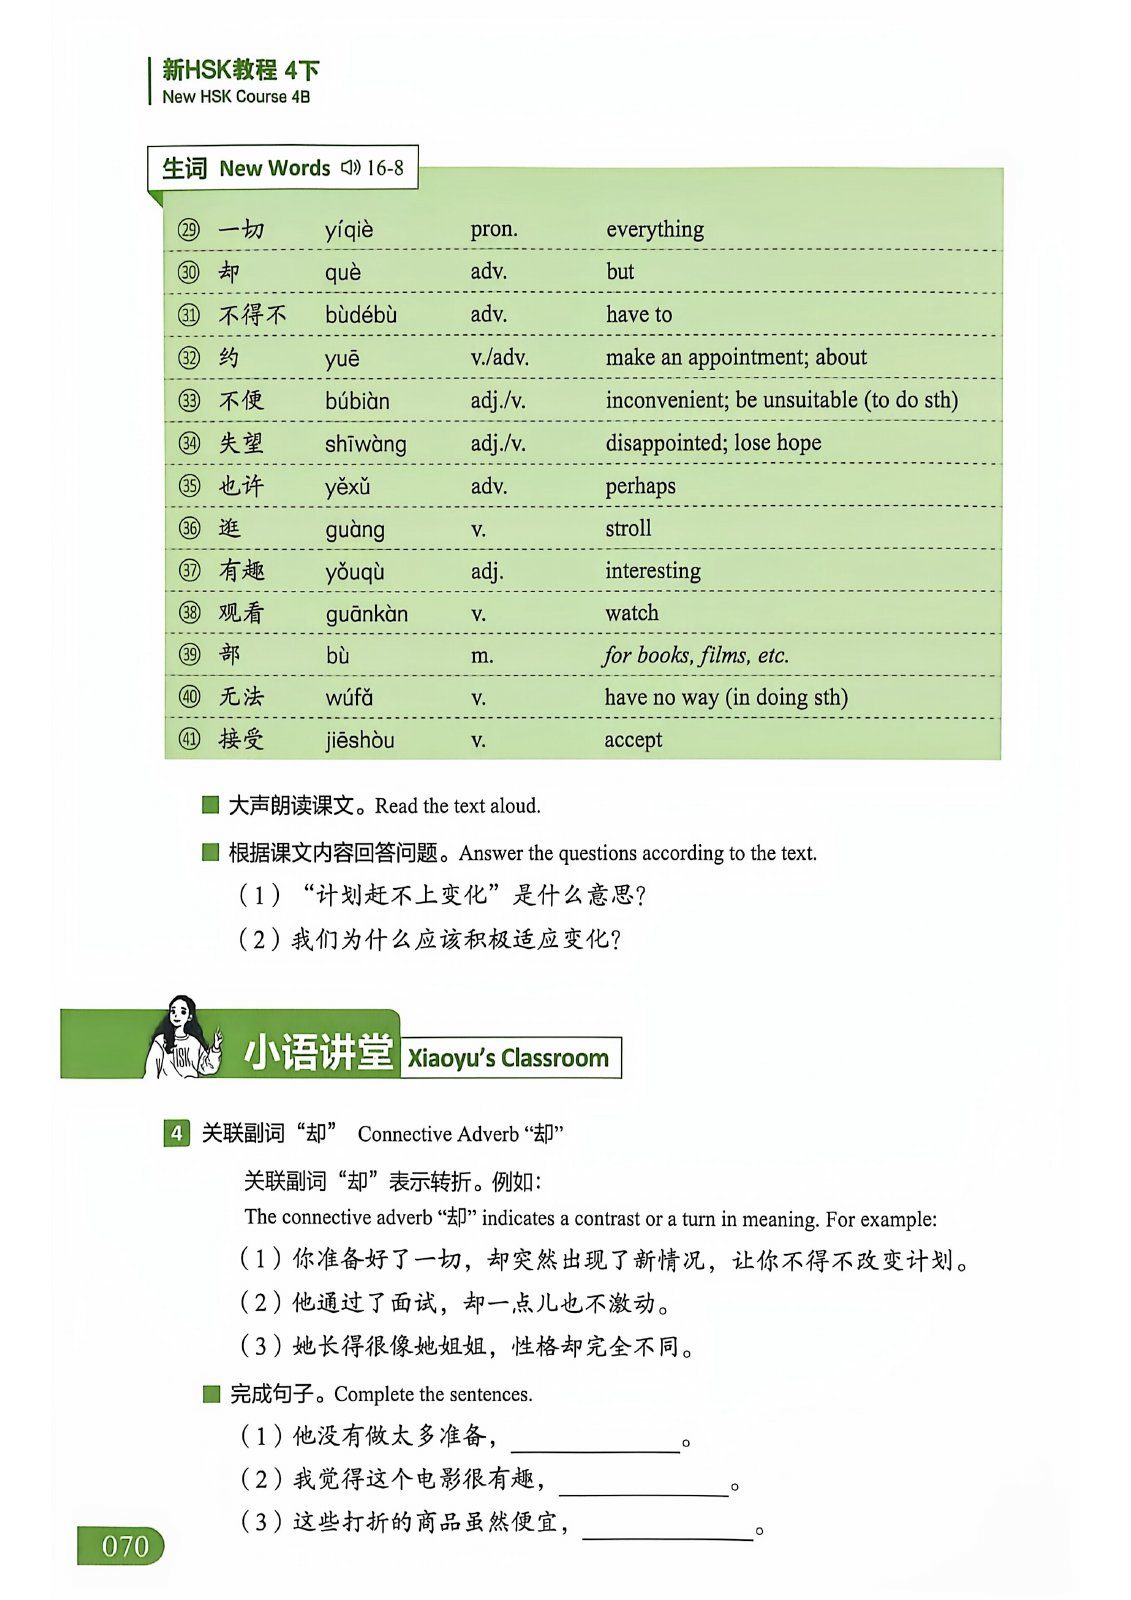 新HSK教程 4下
New HSK Course 4B
生词 New Words 16-8
㉙ 一切 yíqiè pron. everything
㉚ 却 què adv. but
㉛ 不得不 bùdébù adv. have to
㉜ 约 yuē v./adv. make an appointment; about
㉝ 不便 búbiàn adj./v. inconvenient; be unsuitable (to do sth)
㉞ 失望 shīwàng adj./v. disappointed; lose hope
㉟ 也许 yěxǔ adv. perhaps
㊱ 逛 guàng v. stroll
㊲ 有趣 yǒuqù adj. interesting
㊳ 观看 guānkàn v. watch
㊴ 部 bù m. for books, films, etc.
㊵ 无法 wúfǎ v. have no way (in doing sth)
㊶ 接受 jiēshòu v. accept
大声朗读课文。Read the text aloud.
根据课文内容回答问题。Answer the questions according to the text.
（1）“计划赶不上变化”是什么意思？
（2）我们为什么应该积极适应变化？
HSK
小语讲堂 Xiaoyu's Classroom
4 关联副词“却” Connective Adverb “却”
关联副词“却”表示转折。例如：
The connective adverb “却” indicates a contrast or a turn in meaning. For example:
（1）你准备好了一切，却突然出现了新情况，让你不得不改变计划。
（2）他通过了面试，却一点儿也不激动。
（3）她长得很像她姐姐，性格却完全不同。
完成句子。Complete the sentences.
（1）他没有做太多准备，______________。
（2）我觉得这个电影很有趣，______________。
（3）这些打折的商品虽然便宜，______________。
070